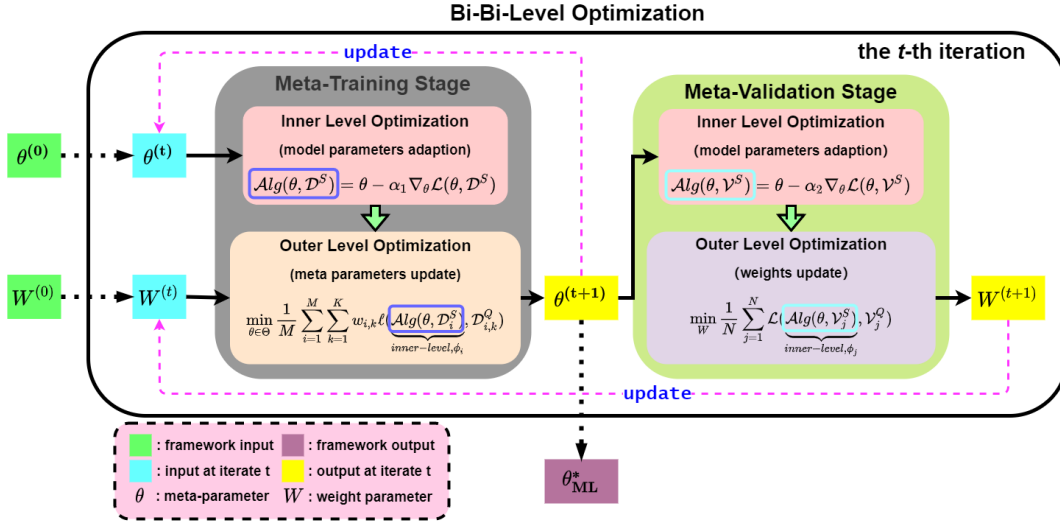 Bi-Bi-Level Optimization
the t-th iteration
update
Meta-Training Stage
Inner Level Optimization
(model parameters adaption)
𝒜lg(θ, 𝒟^S) = θ − α₁∇_θℒ(θ, 𝒟^S)
Outer Level Optimization
(meta parameters update)
min_{θ∈Θ} 1/M ∑_{i=1}^{M} ∑_{k=1}^{K} w_{i,k} ℓ(𝒜lg(θ, 𝒟_i^S), 𝒟_{i,k}^Q)
inner−level,ϕ_i
Meta-Validation Stage
Inner Level Optimization
(model parameters adaption)
𝒜lg(θ, 𝒱^S) = θ − α₂∇_θℒ(θ, 𝒱^S)
Outer Level Optimization
(weights update)
min_W 1/N ∑_{j=1}^{N} ℒ(𝒜lg(θ, 𝒱_j^S), 𝒱_j^Q)
inner−level,ϕ_j
θ^(0)
θ^(t)
W^(0)
W^(t)
θ^(t+1)
W^(t+1)
update
θ*_ML
: framework input
: framework output
: input at iterate t
: output at iterate t
θ : meta-parameter
W : weight parameter